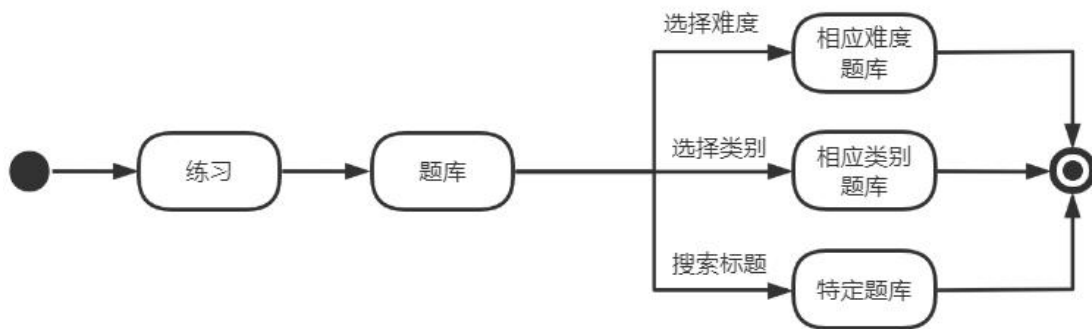 选择难度
相应难度
题库
练习
题库
选择类别
相应类别
题库
搜索标题
特定题库